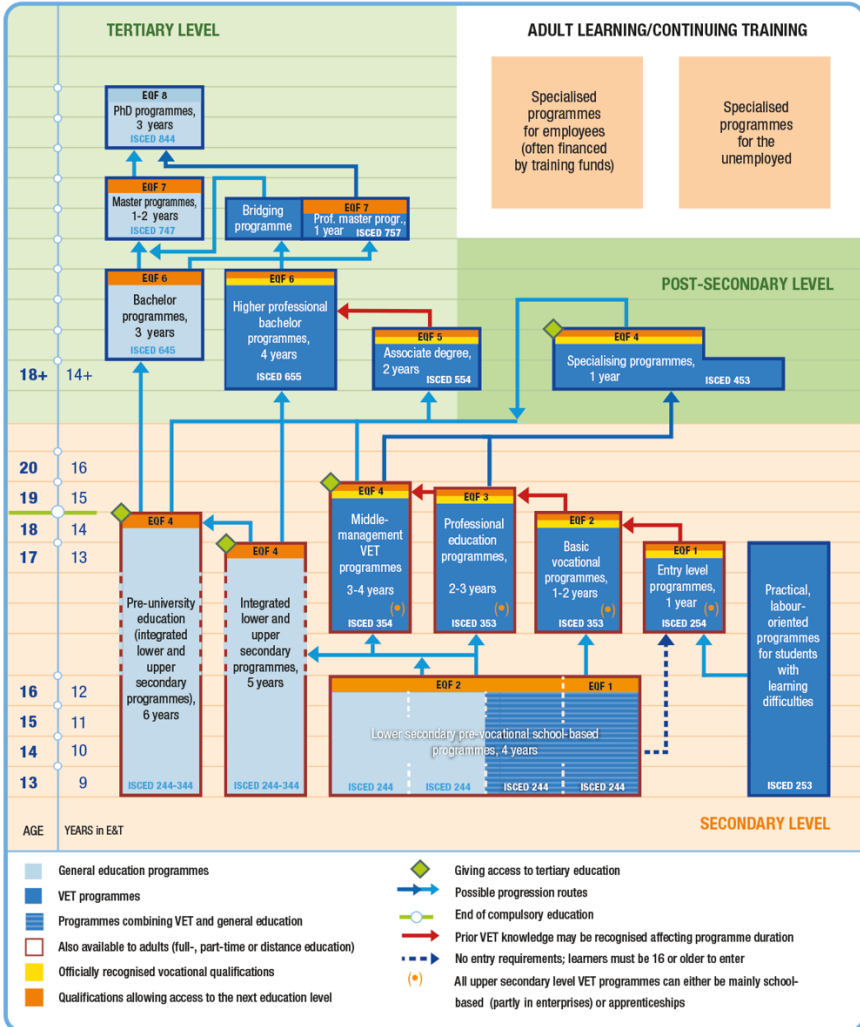 TERTIARY LEVEL
ADULT LEARNING/CONTINUING TRAINING
Specialised
programmes
for employees
(often financed
by training funds)
Specialised
programmes
for the
unemployed
EQF 8
PhD programmes,
3 years
ISCED 844
EQF 7
Master programmes,
1-2 years
ISCED 747
Bridging
programme
EQF 7
Prof. master progr.,
1 year
ISCED 757
POST-SECONDARY LEVEL
EQF 6
Bachelor
programmes,
3 years
ISCED 645
EQF 6
Higher professional
bachelor
programmes,
4 years
ISCED 655
EQF 5
Associate degree,
2 years
ISCED 554
EQF 4
Specialising programmes,
1 year
ISCED 453
18+ 14+
20 16
19 15
18 14
17 13
16 12
15 11
14 10
13 9
AGE YEARS in E&T
EQF 4
Pre-university
education
(integrated
lower and
upper
secondary
programmes),
6 years
ISCED 244-344
EQF 4
Integrated
lower and
upper
secondary
programmes,
5 years
ISCED 244-344
EQF 4
Middle-
management
VET
programmes
3-4 years
(•)
ISCED 354
EQF 3
Professional
education
programmes,
2-3 years
(•)
ISCED 353
EQF 2
Basic
vocational
programmes,
1-2 years
(•)
ISCED 353
EQF 1
Entry level
programmes,
1 year
(•)
ISCED 254
Practical,
labour-
oriented
programmes
for students
with
learning
difficulties
ISCED 253
EQF 2
EQF 1
Lower secondary pre-vocational school-based
programmes, 4 years
ISCED 244
ISCED 244
ISCED 244
ISCED 244
SECONDARY LEVEL
General education programmes
VET programmes
Programmes combining VET and general education
Also available to adults (full-, part-time or distance education)
Officially recognised vocational qualifications
Qualifications allowing access to the next education level
Giving access to tertiary education
Possible progression routes
End of compulsory education
Prior VET knowledge may be recognised affecting programme duration
No entry requirements; learners must be 16 or older to enter
(•) All upper secondary level VET programmes can either be mainly school-
based (partly in enterprises) or apprenticeships